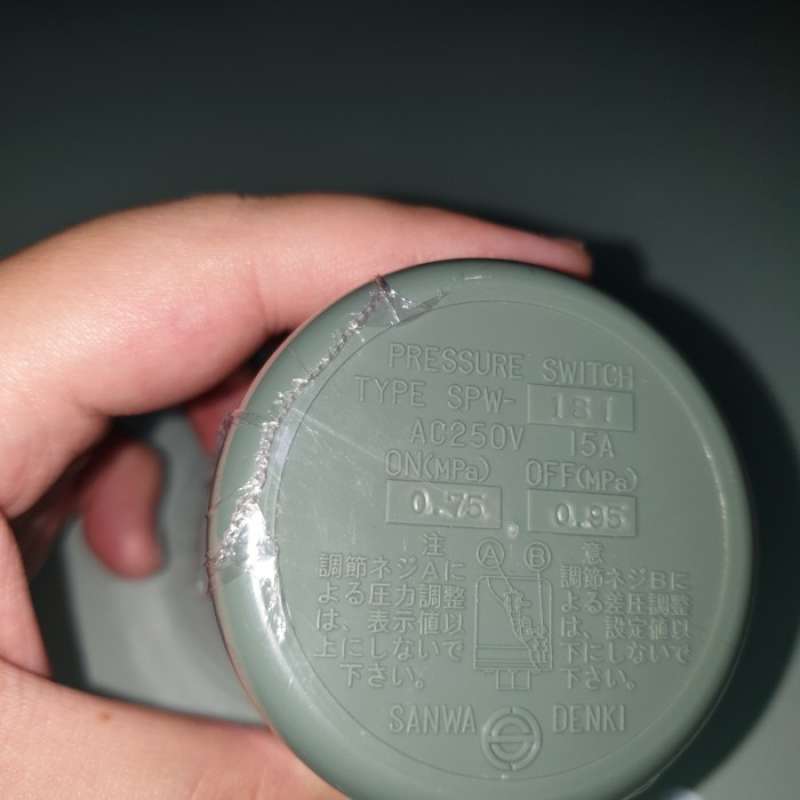 PRESSURE SWITCH
TYPE SPW- 181
AC250V 15A
ON(MPa) OFF(MPa)
0.75 0.95
注 意
Ⓐ Ⓑ
調節ネジAに
よる圧力調整
は、表示値以
上にしないで
下さい。
調節ネジBに
よる差圧調整
は、設定値以
下にしないで
下さい。
SANWA DENKI